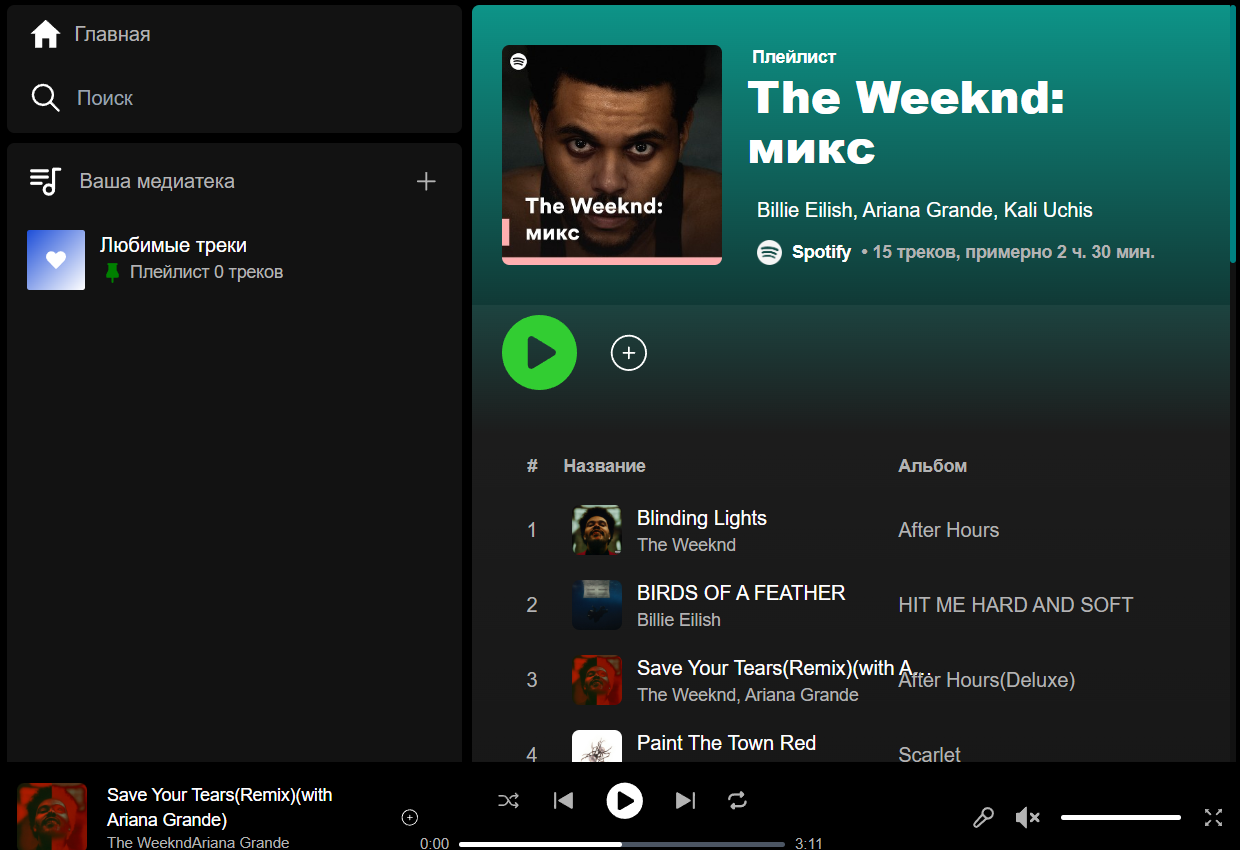 Главная
Поиск
Ваша медиатека
Любимые треки
Плейлист 0 треков
The Weeknd:
микс
Плейлист
The Weeknd:
микс
Billie Eilish, Ariana Grande, Kali Uchis
Spotify • 15 треков, примерно 2 ч. 30 мин.
# Название Альбом
1 Blinding Lights After Hours
The Weeknd
2 BIRDS OF A FEATHER HIT ME HARD AND SOFT
Billie Eilish
3 Save Your Tears(Remix)(with A... After Hours(Deluxe)
The Weeknd, Ariana Grande
4 Paint The Town Red Scarlet
Save Your Tears(Remix)(with
Ariana Grande)
The WeekndAriana Grande
0:00 3:11